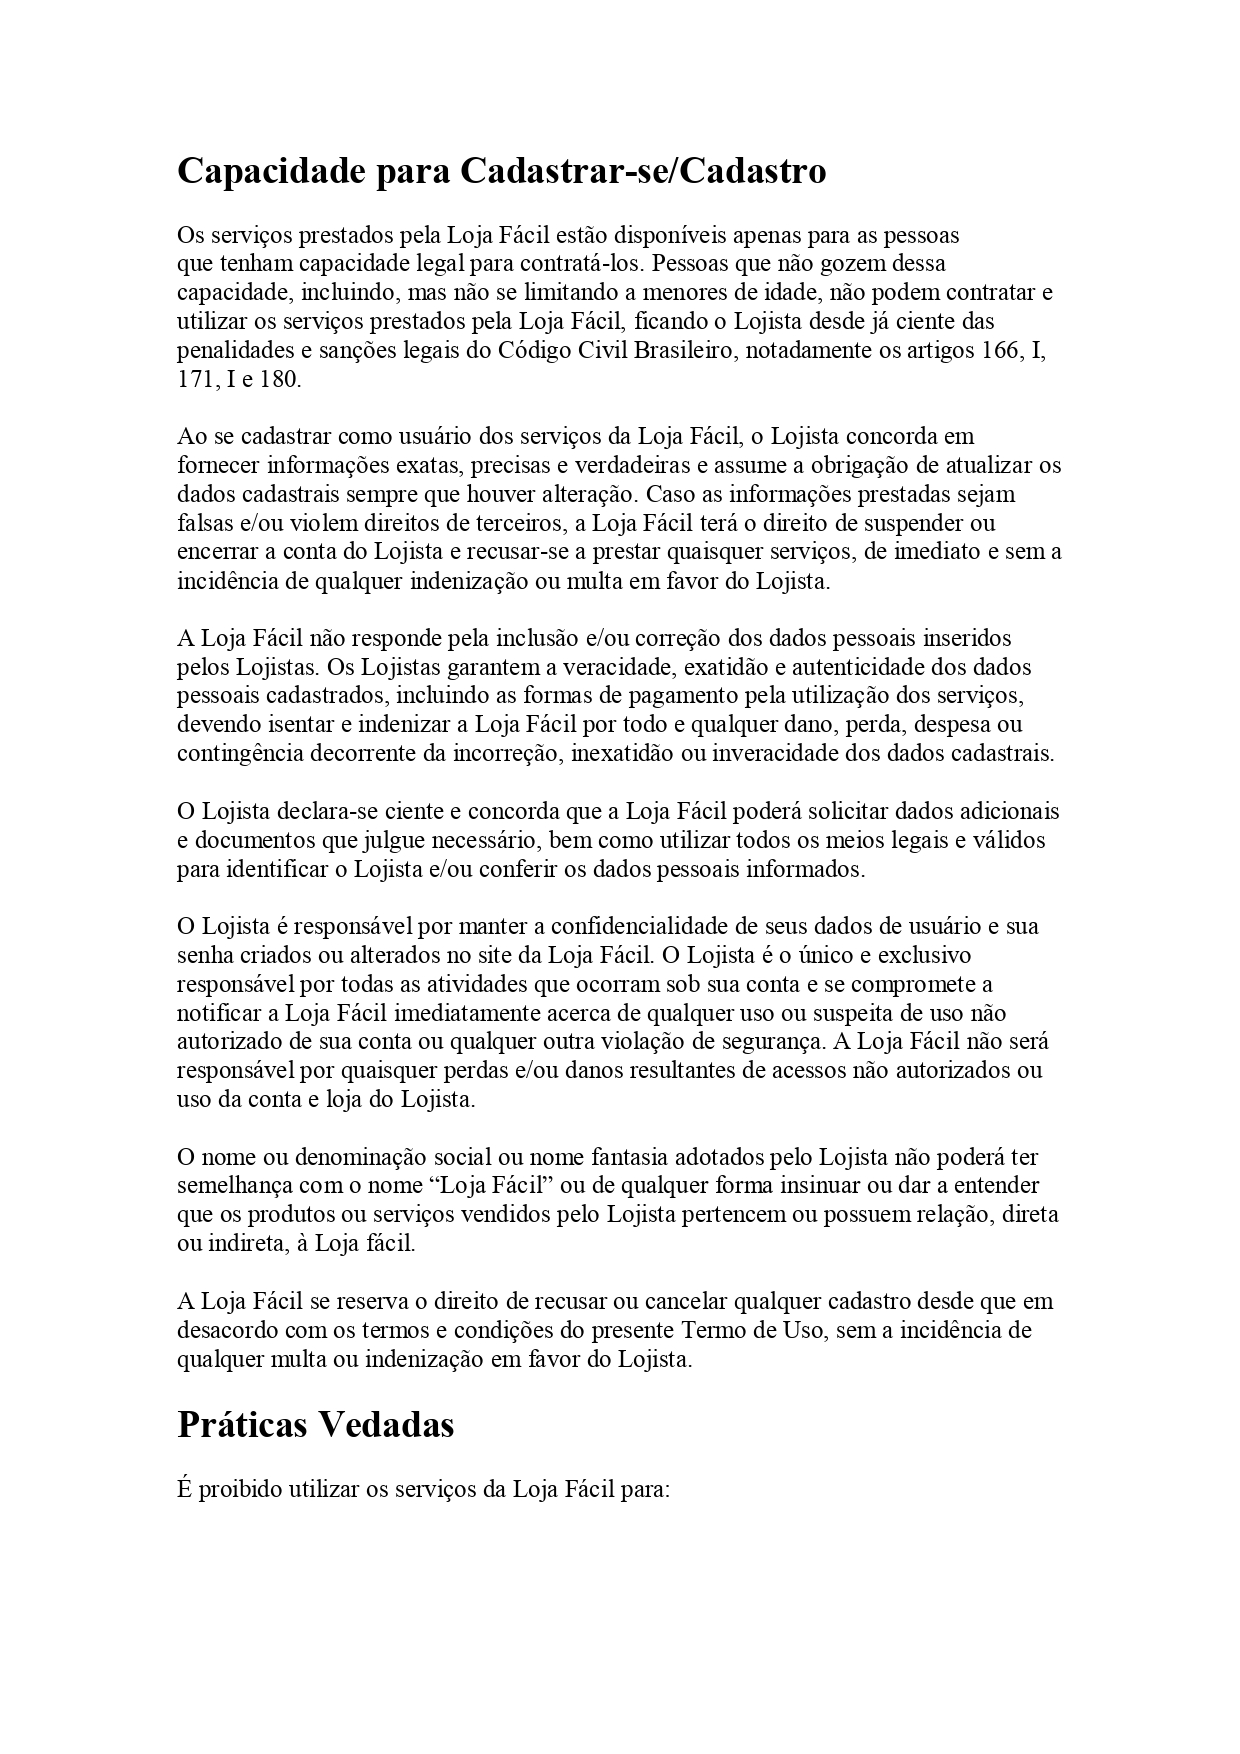 Capacidade para Cadastrar-se/Cadastro
Os serviços prestados pela Loja Fácil estão disponíveis apenas para as pessoas
que tenham capacidade legal para contratá-los. Pessoas que não gozem dessa
capacidade, incluindo, mas não se limitando a menores de idade, não podem contratar e
utilizar os serviços prestados pela Loja Fácil, ficando o Lojista desde já ciente das
penalidades e sanções legais do Código Civil Brasileiro, notadamente os artigos 166, I,
171, I e 180.
Ao se cadastrar como usuário dos serviços da Loja Fácil, o Lojista concorda em
fornecer informações exatas, precisas e verdadeiras e assume a obrigação de atualizar os
dados cadastrais sempre que houver alteração. Caso as informações prestadas sejam
falsas e/ou violem direitos de terceiros, a Loja Fácil terá o direito de suspender ou
encerrar a conta do Lojista e recusar-se a prestar quaisquer serviços, de imediato e sem a
incidência de qualquer indenização ou multa em favor do Lojista.
A Loja Fácil não responde pela inclusão e/ou correção dos dados pessoais inseridos
pelos Lojistas. Os Lojistas garantem a veracidade, exatidão e autenticidade dos dados
pessoais cadastrados, incluindo as formas de pagamento pela utilização dos serviços,
devendo isentar e indenizar a Loja Fácil por todo e qualquer dano, perda, despesa ou
contingência decorrente da incorreção, inexatidão ou inveracidade dos dados cadastrais.
O Lojista declara-se ciente e concorda que a Loja Fácil poderá solicitar dados adicionais
e documentos que julgue necessário, bem como utilizar todos os meios legais e válidos
para identificar o Lojista e/ou conferir os dados pessoais informados.
O Lojista é responsável por manter a confidencialidade de seus dados de usuário e sua
senha criados ou alterados no site da Loja Fácil. O Lojista é o único e exclusivo
responsável por todas as atividades que ocorram sob sua conta e se compromete a
notificar a Loja Fácil imediatamente acerca de qualquer uso ou suspeita de uso não
autorizado de sua conta ou qualquer outra violação de segurança. A Loja Fácil não será
responsável por quaisquer perdas e/ou danos resultantes de acessos não autorizados ou
uso da conta e loja do Lojista.
O nome ou denominação social ou nome fantasia adotados pelo Lojista não poderá ter
semelhança com o nome “Loja Fácil” ou de qualquer forma insinuar ou dar a entender
que os produtos ou serviços vendidos pelo Lojista pertencem ou possuem relação, direta
ou indireta, à Loja fácil.
A Loja Fácil se reserva o direito de recusar ou cancelar qualquer cadastro desde que em
desacordo com os termos e condições do presente Termo de Uso, sem a incidência de
qualquer multa ou indenização em favor do Lojista.
Práticas Vedadas
É proibido utilizar os serviços da Loja Fácil para: